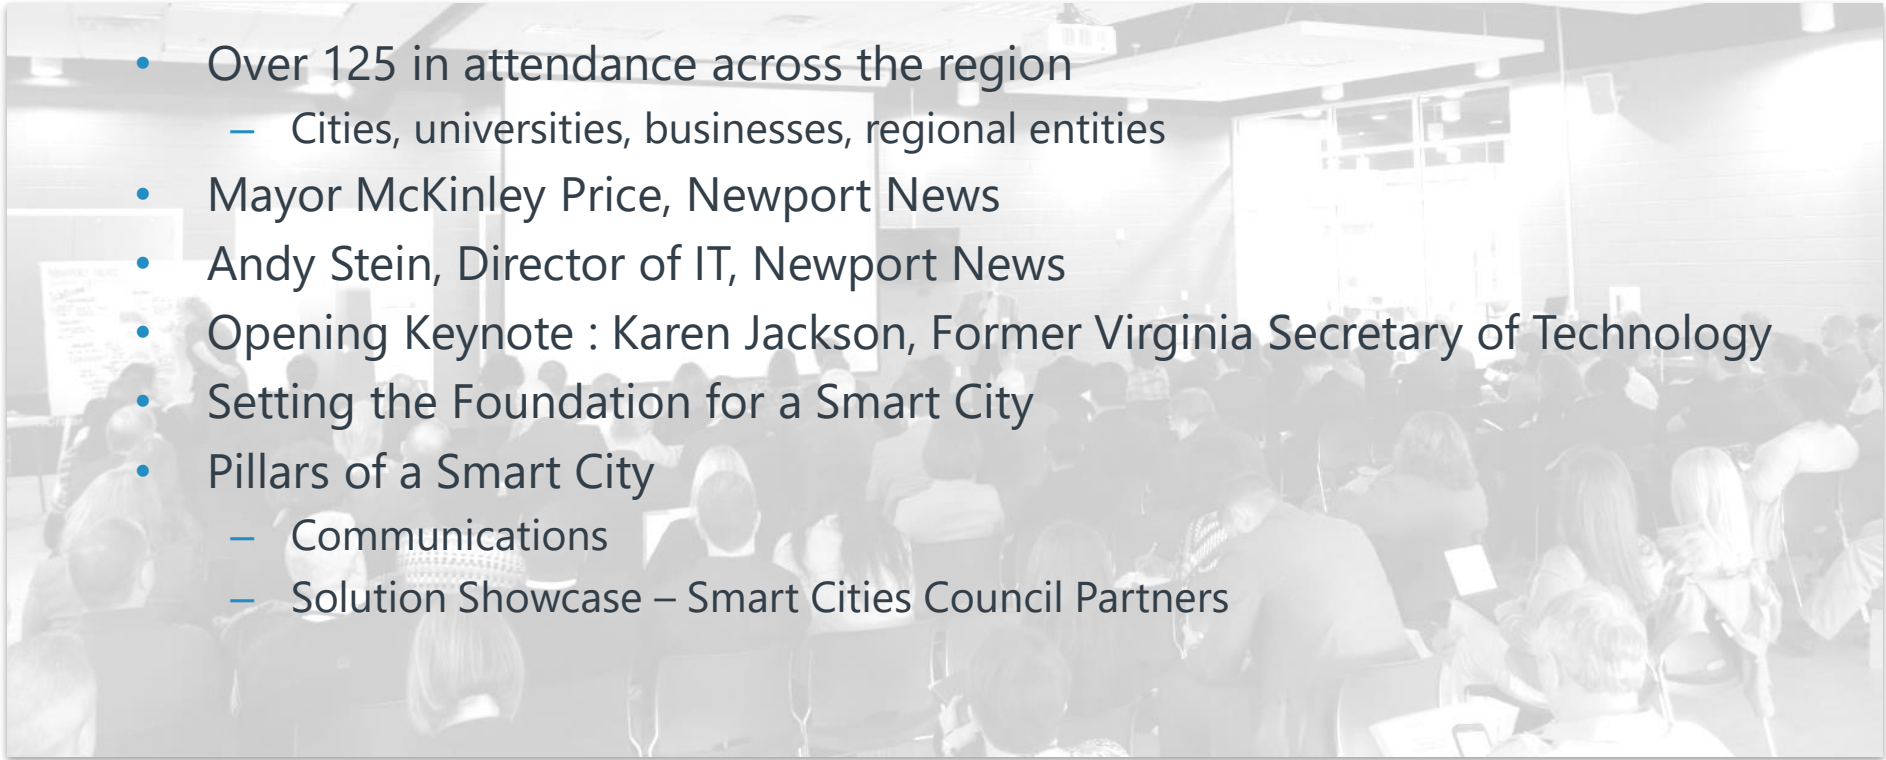 • Over 125 in attendance across the region
– Cities, universities, businesses, regional entities
• Mayor McKinley Price, Newport News
• Andy Stein, Director of IT, Newport News
• Opening Keynote : Karen Jackson, Former Virginia Secretary of Technology
• Setting the Foundation for a Smart City
• Pillars of a Smart City
– Communications
– Solution Showcase – Smart Cities Council Partners